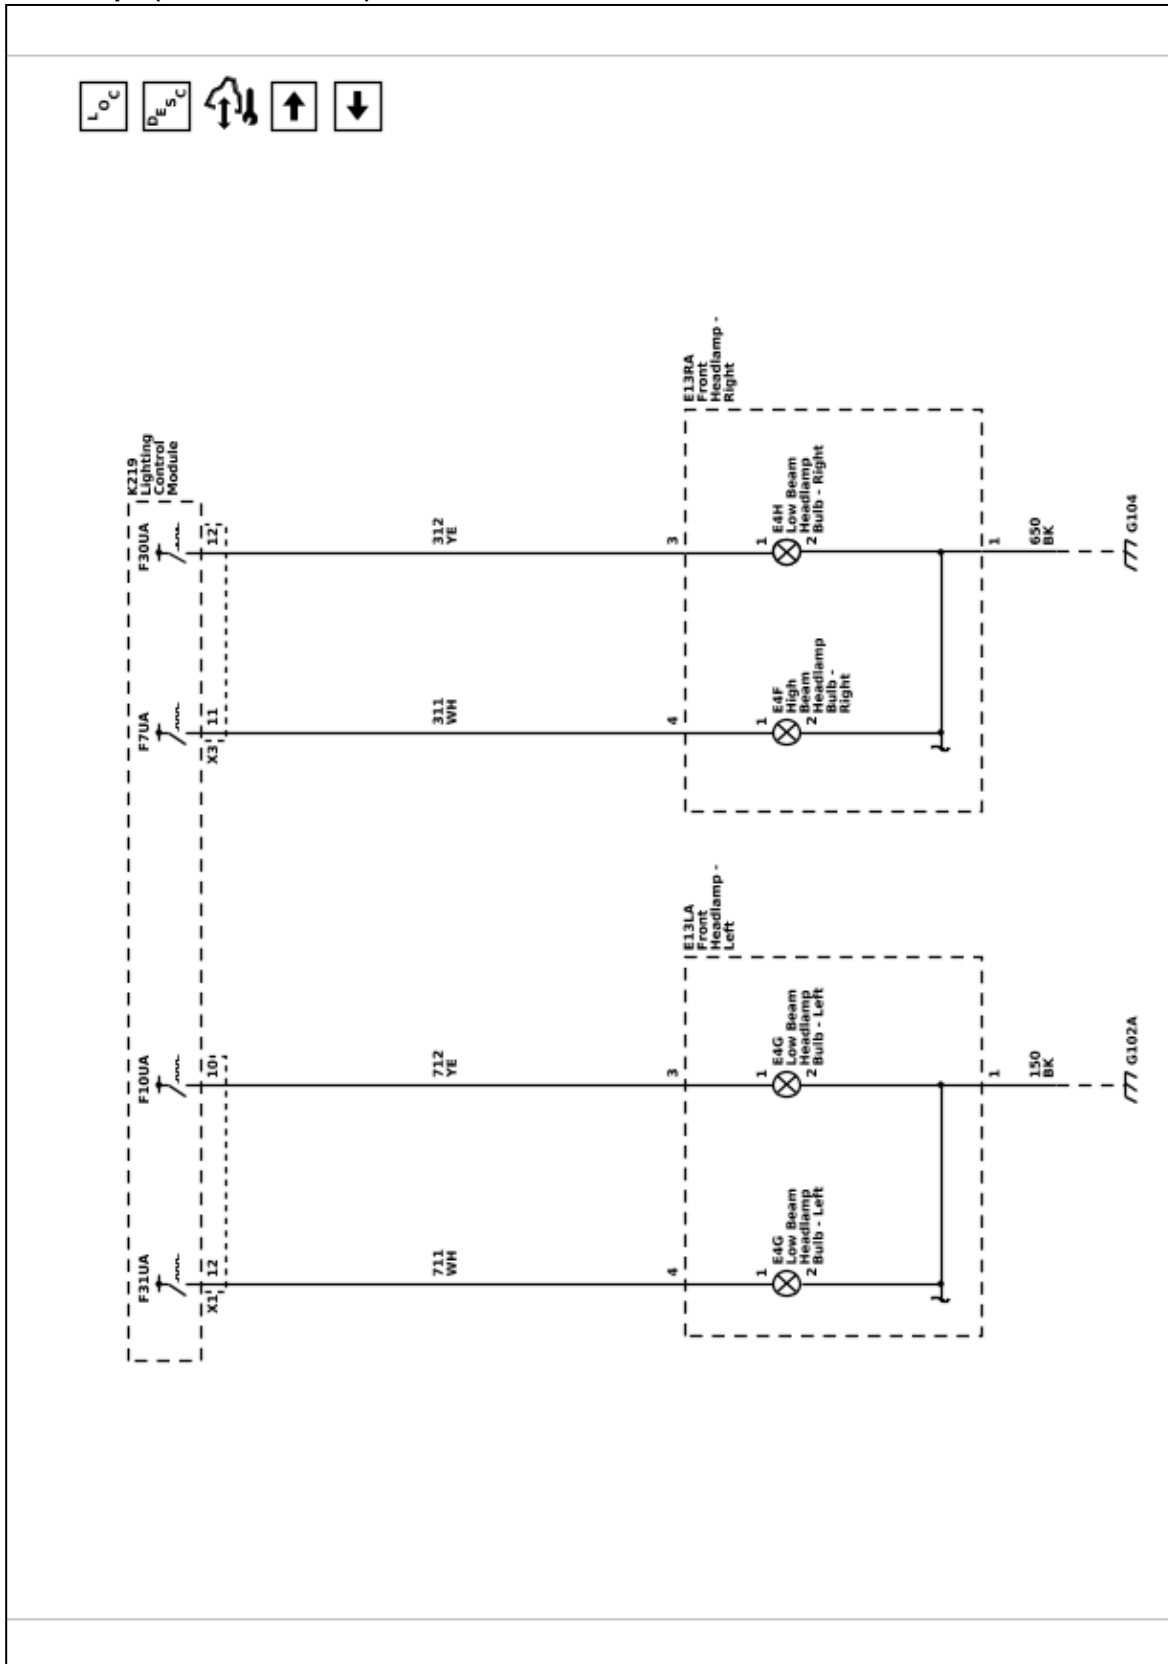 LOC
DESC
K219
Lighting
Control
Module
F31UA
F10UA
F7UA
F30UA
X1
12
10
X3
11
12
711
WH
712
YE
311
WH
312
YE
E13LA
Front
Headlamp -
Left
E13RA
Front
Headlamp -
Right
4
3
4
3
1
E4G
Low Beam
Headlamp
Bulb - Left
2
1
E4G
Low Beam
Headlamp
Bulb - Left
2
1
E4F
High
Beam
Headlamp
Bulb -
Right
2
1
E4H
Low Beam
Headlamp
Bulb - Right
2
1
150
BK
G102A
1
650
BK
G104